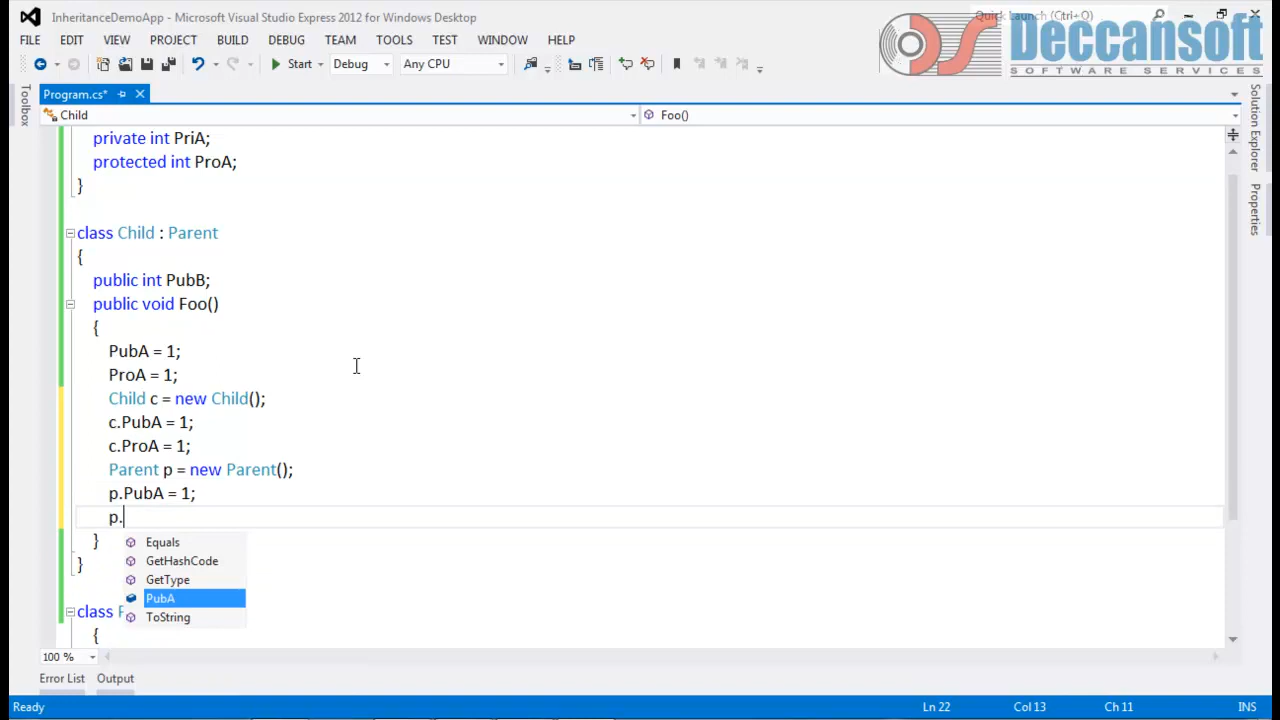 InheritanceDemoApp - Microsoft Visual Studio Express 2012 for Windows Desktop
Quick Launch (Ctrl+Q)
Deccansoft
SOFTWARE SERVICES
FILE EDIT VIEW PROJECT BUILD DEBUG TEAM TOOLS TEST WINDOW HELP
Start Debug Any CPU
Program.cs*
Child Foo()
Toolbox
Solution Explorer
Properties
private int PriA;
protected int ProA;
}
class Child : Parent
{
public int PubB;
public void Foo()
{
PubA = 1;
ProA = 1;
Child c = new Child();
c.PubA = 1;
c.ProA = 1;
Parent p = new Parent();
p.PubA = 1;
p.
}
Equals
GetHashCode
}
GetType
PubA
class P
ToString
{
100 %
Error List Output
Ready Ln 22 Col 13 Ch 11 INS